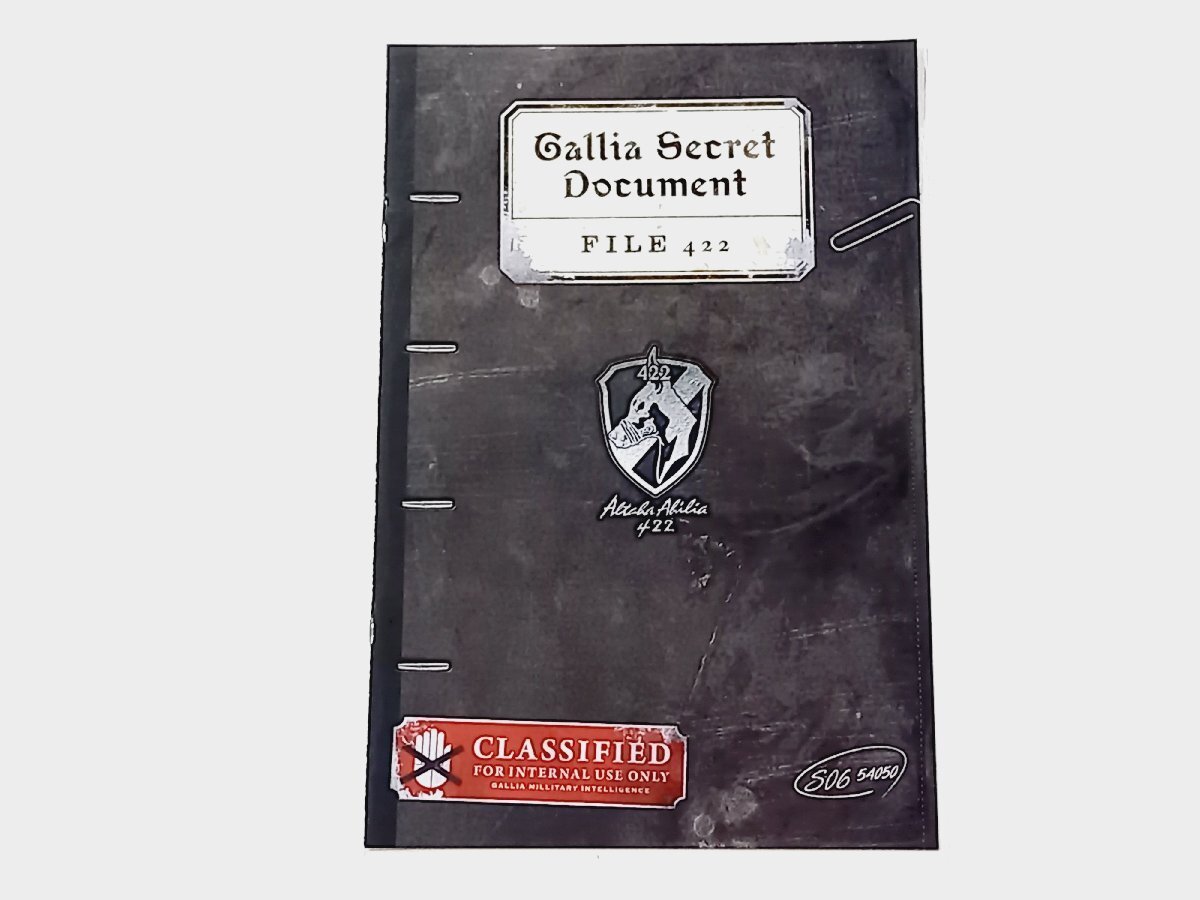 Gallia Secret
Document
FILE 422
422
Altaha Abilia
422
CLASSIFIED
FOR INTERNAL USE ONLY
GALLIA MILLITARY INTELLIGENCE
S06 54050